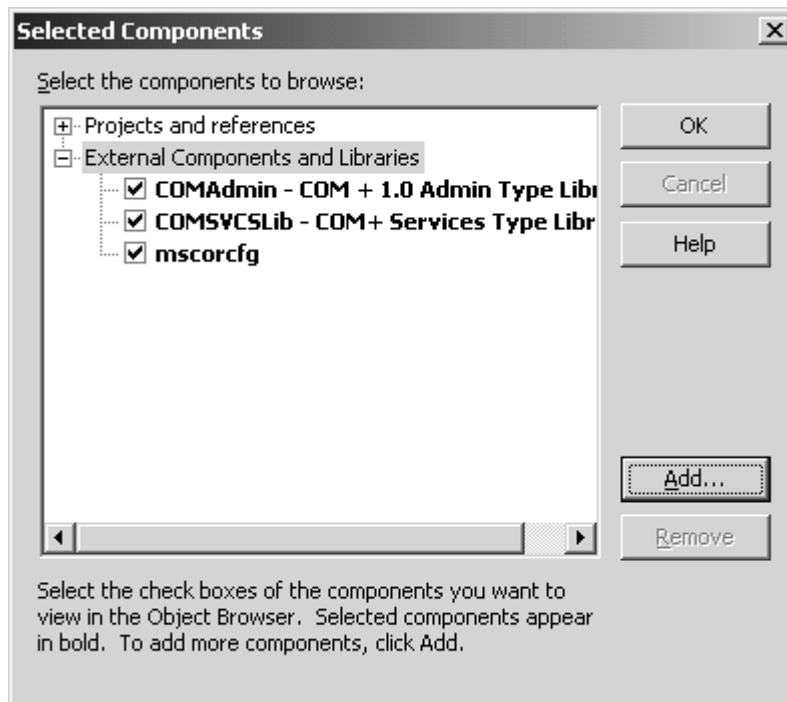 Selected Components
Select the components to browse:
Projects and references
External Components and Libraries
COMAdmin - COM + 1.0 Admin Type Libr
COMSVCSLib - COM+ Services Type Libr
mscorcfg
OK
Cancel
Help
Add...
Remove
Select the check boxes of the components you want to
view in the Object Browser. Selected components appear
in bold. To add more components, click Add.